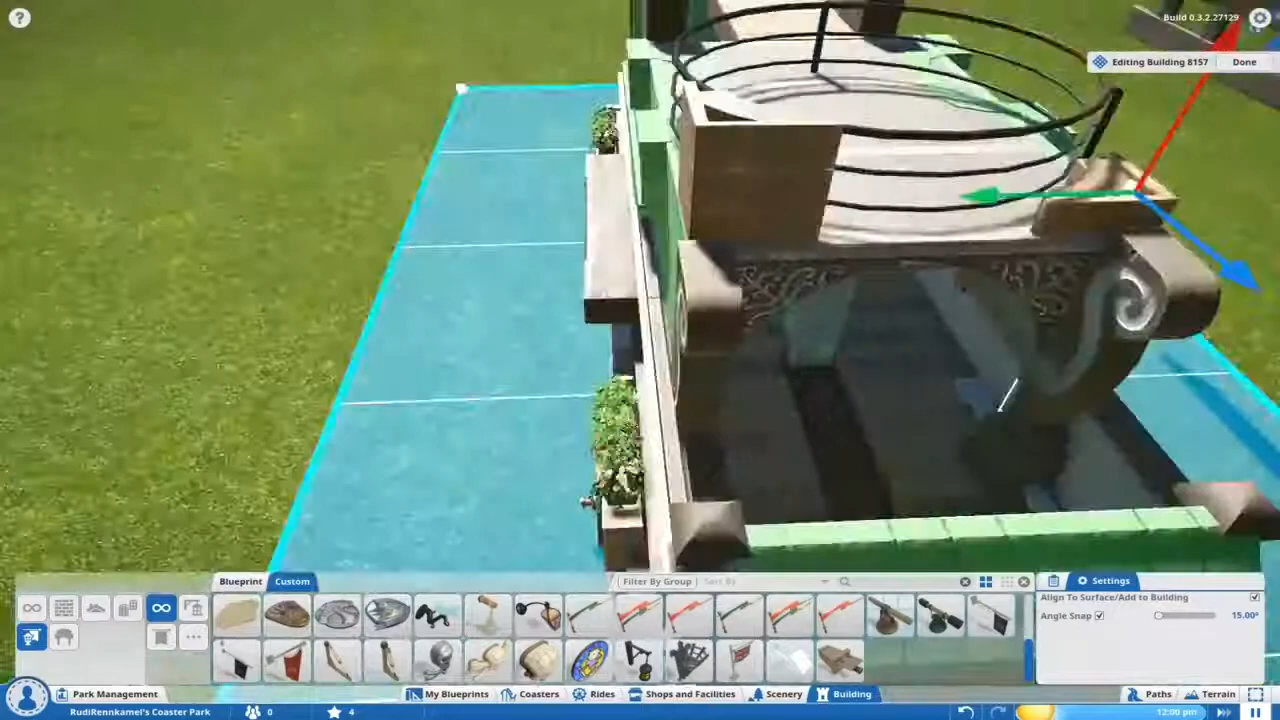 ?
Build 0.3.2.27129
Editing Building 8157 Done
Blueprint Custom Filter By Group Sort By Settings
Align To Surface/Add to Building
Angle Snap 15.00°
Park Management My Blueprints Coasters Rides Shops and Facilities Scenery Building Paths Terrain
RudiRennkamel's Coaster Park 0 4 12:00 pm